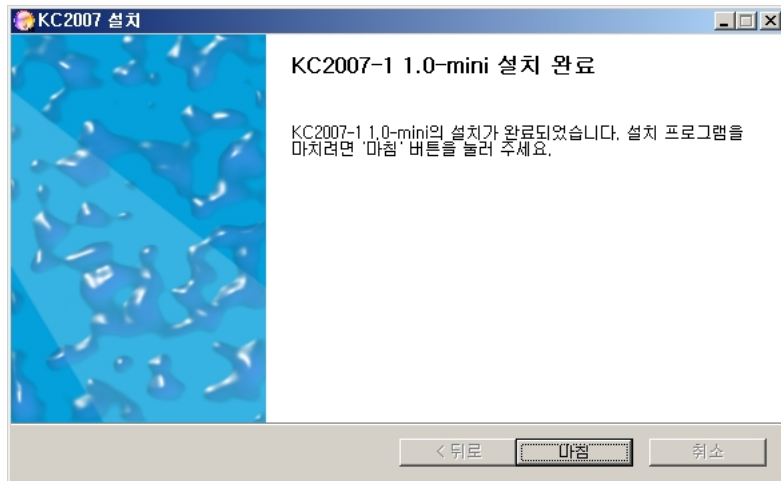 KC2007 설치
KC2007-1 1.0-mini 설치 완료
KC2007-1 1.0-mini의 설치가 완료되었습니다. 설치 프로그램을
마치려면 '마침' 버튼을 눌러 주세요.
< 뒤로
마침
취소